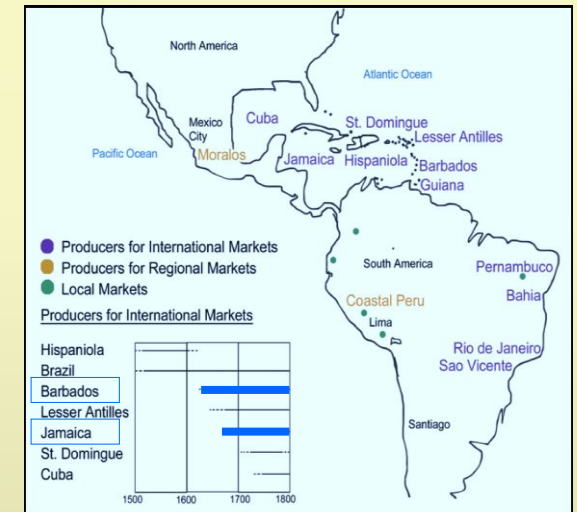 North America
Atlantic Ocean
Mexico
City
Cuba
St. Domingue
Lesser Antilles
Pacific Ocean
Moralos
Jamaica
Hispaniola
Barbados
Guiana
Producers for International Markets
Producers for Regional Markets
Local Markets
South America
Pernambuco
Bahia
Coastal Peru
Lima
Rio de Janeiro
Sao Vicente
Santiago
Producers for International Markets
Hispaniola
Brazil
Barbados
Lesser Antilles
Jamaica
St. Domingue
Cuba
1500 1600 1700 1800